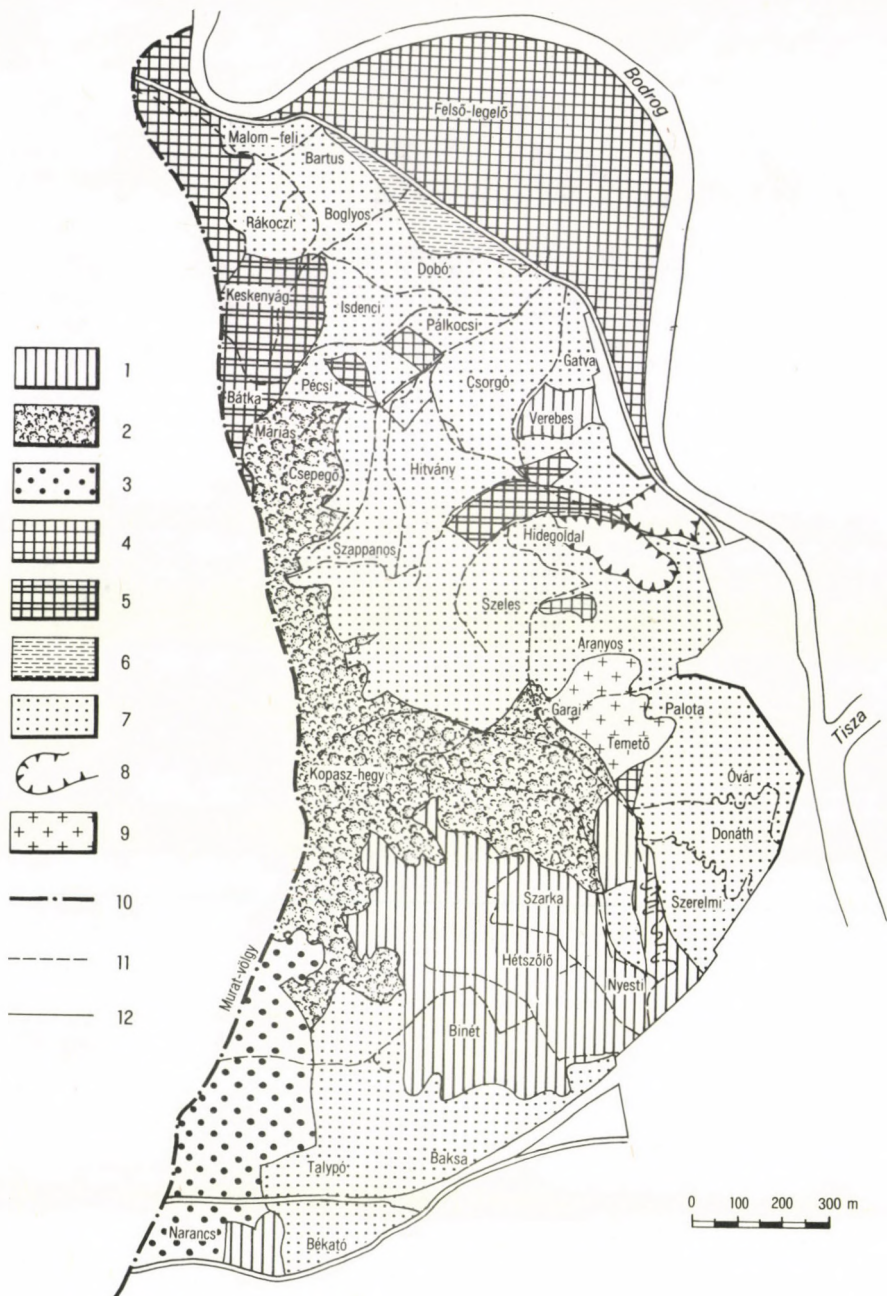 Bodrog
Felső-legelő
Malom-feli
Bartus
Rákoczi
Boglyos
Dobó
Keskenyág
Isdenci
Pálkocsi
Gatva
Pécsi
Csorgó
Bátka
Verebes
Máriás
Csepegő
Hitvány
Hidegoldal
Szappanos
Szeles
Aranyos
Garai
Palota
Temető
Tisza
Kopasz-hegy
Óvár
Donáth
Szarka
Szerelmi
Hétszőlő
Nyesti
Murat-völgy
Binét
Talypó
Baksa
Narancs
Békató
1
2
3
4
5
6
7
8
9
10
11
12
0 100 200 300 m